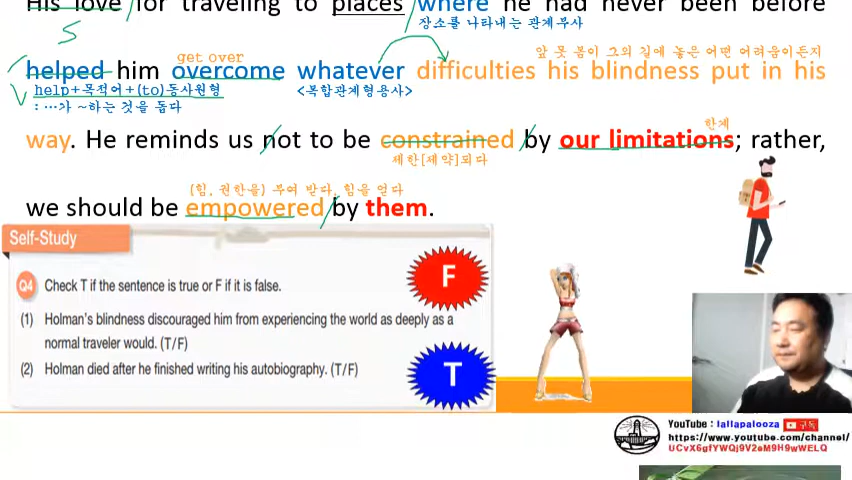 His love for traveling to places where he had never been before
S
장소를 나타내는 관계부사
get over
앞 못 봄이 그의 길에 놓은 어떤 어려움이든지
helped him overcome whatever difficulties his blindness put in his
V
help+목적어+(to)동사원형
<복합관계형용사>
: …가 ~하는 것을 돕다
한계
way. He reminds us not to be constrained by our limitations; rather,
제한[제약]되다
(힘, 권한을) 부여 받다, 힘을 얻다
we should be empowered by them.
Self-Study
Q4 Check T if the sentence is true or F if it is false.
F
(1) Holman's blindness discouraged him from experiencing the world as deeply as a
normal traveler would. (T/F)
(2) Holman died after he finished writing his autobiography. (T/F)
T
YouTube : lallapalooza 구독
https://www.youtube.com/channel/
UCvX6gfYWQj9V2eM9H9wWELQ